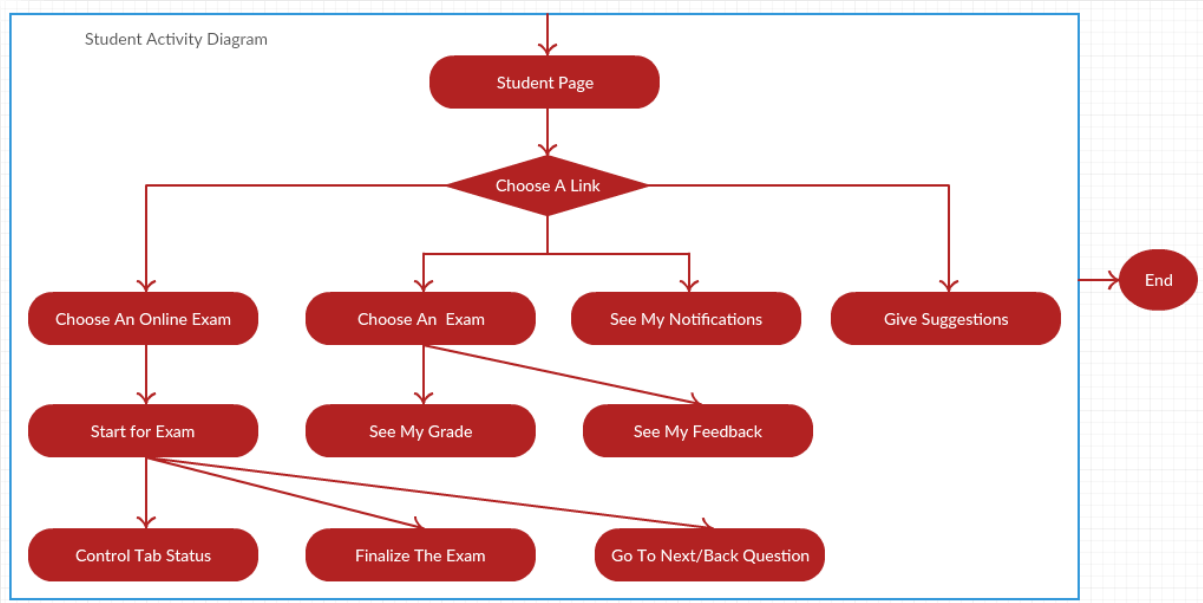 Student Activity Diagram
Student Page
Choose A Link
End
Choose An Online Exam
Choose An  Exam
See My Notifications
Give Suggestions
Start for Exam
See My Grade
See My Feedback
Control Tab Status
Finalize The Exam
Go To Next/Back Question